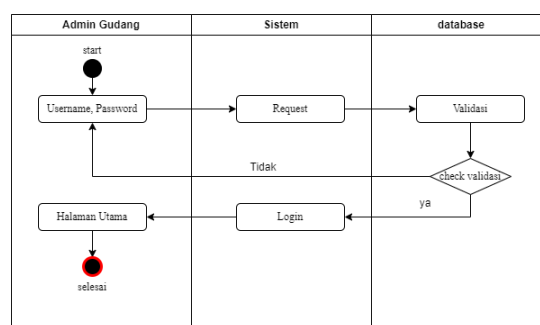 Admin Gudang
Sistem
database
start
Username, Password
Request
Validasi
Tidak
check validasi
ya
Halaman Utama
Login
selesai